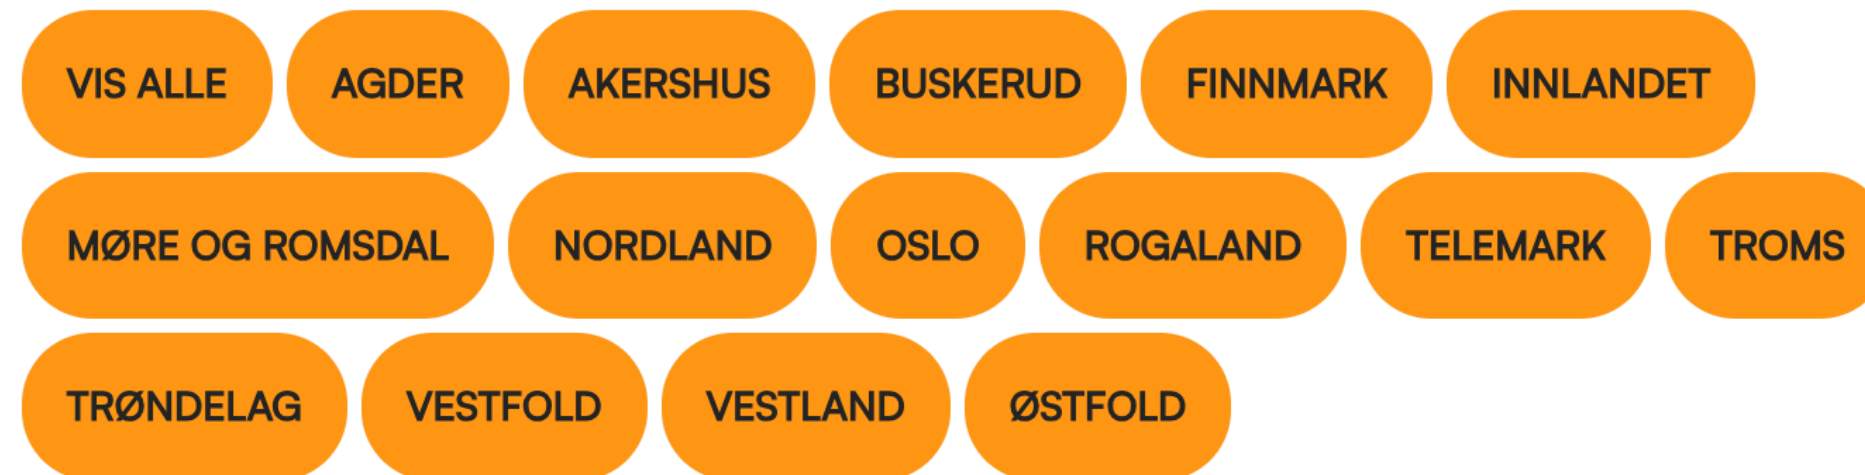 VIS ALLE AGDER AKERSHUS BUSKERUD FINNMARK INNLANDET
MØRE OG ROMSDAL NORDLAND OSLO ROGALAND TELEMARK TROMS
TRØNDELAG VESTFOLD VESTLAND ØSTFOLD